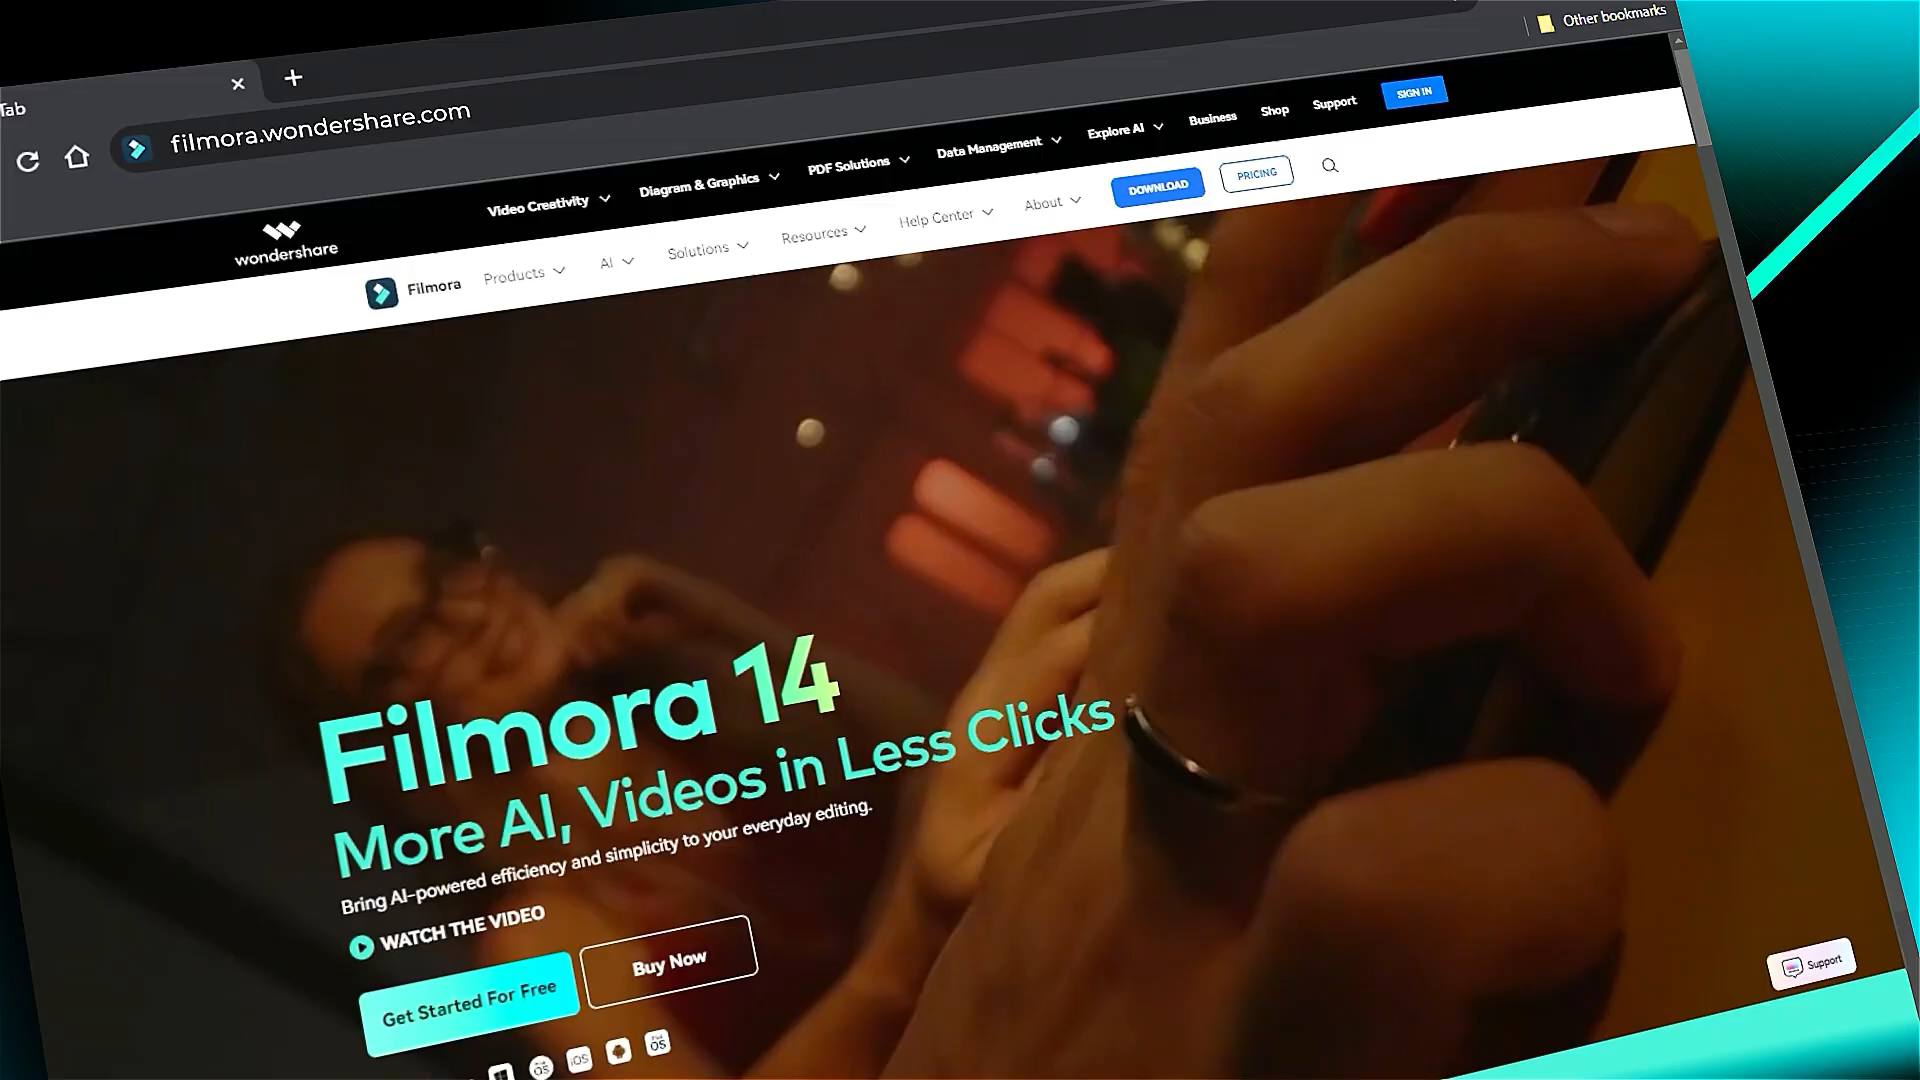 Other bookmarks
Tab
filmora.wondershare.com
wondershare
Video Creativity
Diagram & Graphics
PDF Solutions
Data Management
Explore AI
Business
Shop
Support
SIGN IN
Filmora
Products
AI
Solutions
Resources
Help Center
About
DOWNLOAD
PRICING
Filmora 14
More AI, Videos in Less Clicks
Bring AI-powered efficiency and simplicity to your everyday editing.
WATCH THE VIDEO
Get Started For Free
Buy Now
iOS
Support